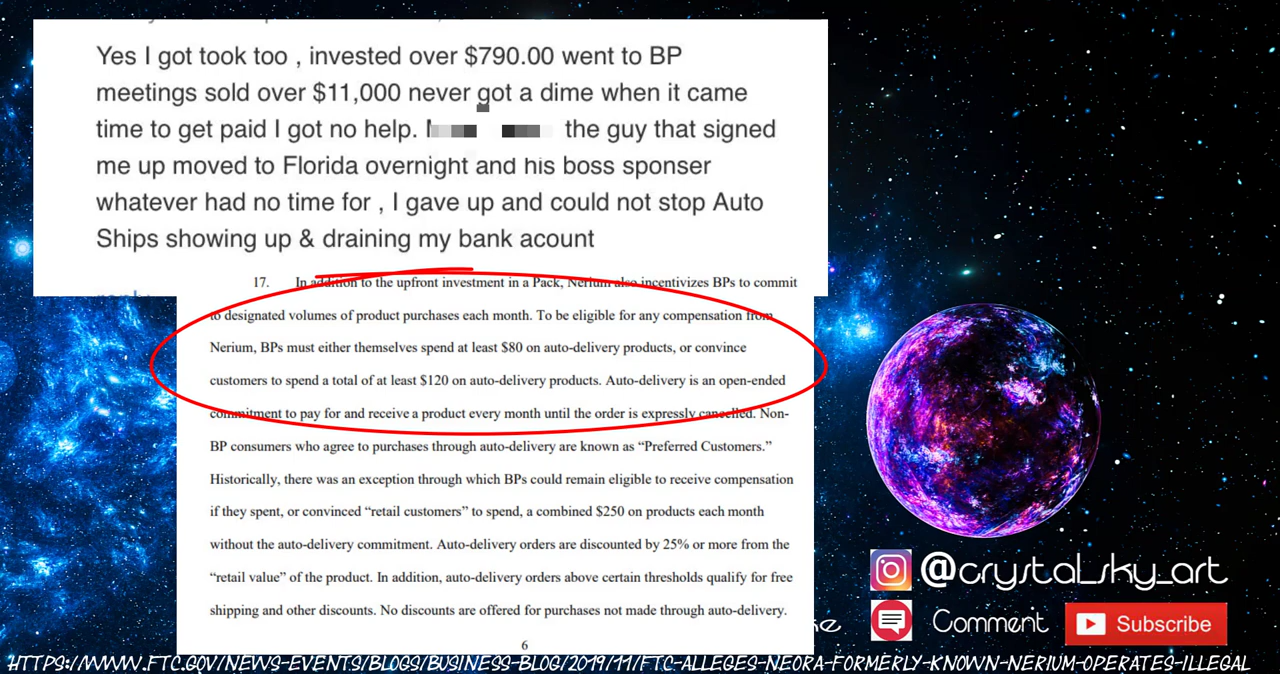 Yes I got took too , invested over $790.00 went to BP
meetings sold over $11,000 never got a dime when it came
time to get paid I got no help. the guy that signed
me up moved to Florida overnight and his boss sponser
whatever had no time for , I gave up and could not stop Auto
Ships showing up & draining my bank acount
17. In addition to the upfront investment in a Pack, Nerium also incentivizes BPs to commit
to designated volumes of product purchases each month. To be eligible for any compensation from
Nerium, BPs must either themselves spend at least $80 on auto-delivery products, or convince
customers to spend a total of at least $120 on auto-delivery products. Auto-delivery is an open-ended
commitment to pay for and receive a product every month until the order is expressly cancelled. Non-
BP consumers who agree to purchases through auto-delivery are known as “Preferred Customers.”
Historically, there was an exception through which BPs could remain eligible to receive compensation
if they spent, or convinced “retail customers” to spend, a combined $250 on products each month
without the auto-delivery commitment. Auto-delivery orders are discounted by 25% or more from the
“retail value” of the product. In addition, auto-delivery orders above certain thresholds qualify for free
shipping and other discounts. No discounts are offered for purchases not made through auto-delivery.
6
@crystal_sky_art
Comment
Subscribe
HTTPS://WWW.FTC.GOV/NEWS-EVENTS/BLOGS/BUSINESS-BLOG/2019/11/FTC-ALLEGES-NEORA-FORMERLY-KNOWN-NERIUM-OPERATES-ILLEGAL